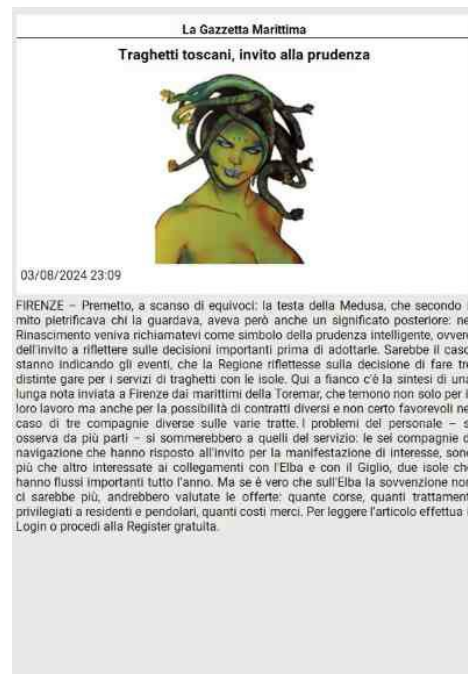 La Gazzetta Marittima
Traghetti toscani, invito alla prudenza
03/08/2024 23:09
FIRENZE – Premetto, a scanso di equivoci: la testa della Medusa, che secondo
mito pietrificava chi la guardava, aveva però anche un significato posteriore: ne
Rinascimento veniva richiamatevi come simbolo della prudenza intelligente, ovvero
dell'invito a riflettere sulle decisioni importanti prima di adottarle. Sarebbe il caso
stanno indicando gli eventi, che la Regione riflettesse sulla decisione di fare tre
distinte gare per i servizi di traghetti con le isole. Qui a fianco c'è la sintesi di una
lunga nota inviata a Firenze dai marittimi della Toremar, che temono non solo per i
loro lavoro ma anche per la possibilità di contratti diversi e non certo favorevoli ne
caso di tre compagnie diverse sulle varie tratte. I problemi del personale – s
osserva da più parti – si sommerebbero a quelli del servizio: le sei compagnie d
navigazione che hanno risposto all'invito per la manifestazione di interesse, sono
più che altro interessate ai collegamenti con l'Elba e con il Giglio, due isole che
hanno flussi importanti tutto l'anno. Ma se è vero che sull'Elba la sovvenzione non
ci sarebbe più, andrebbero valutate le offerte: quante corse, quanti trattament
privilegiati a residenti e pendolari, quanti costi merci. Per leggere l'articolo effettua i
Login o procedi alla Register gratuita.